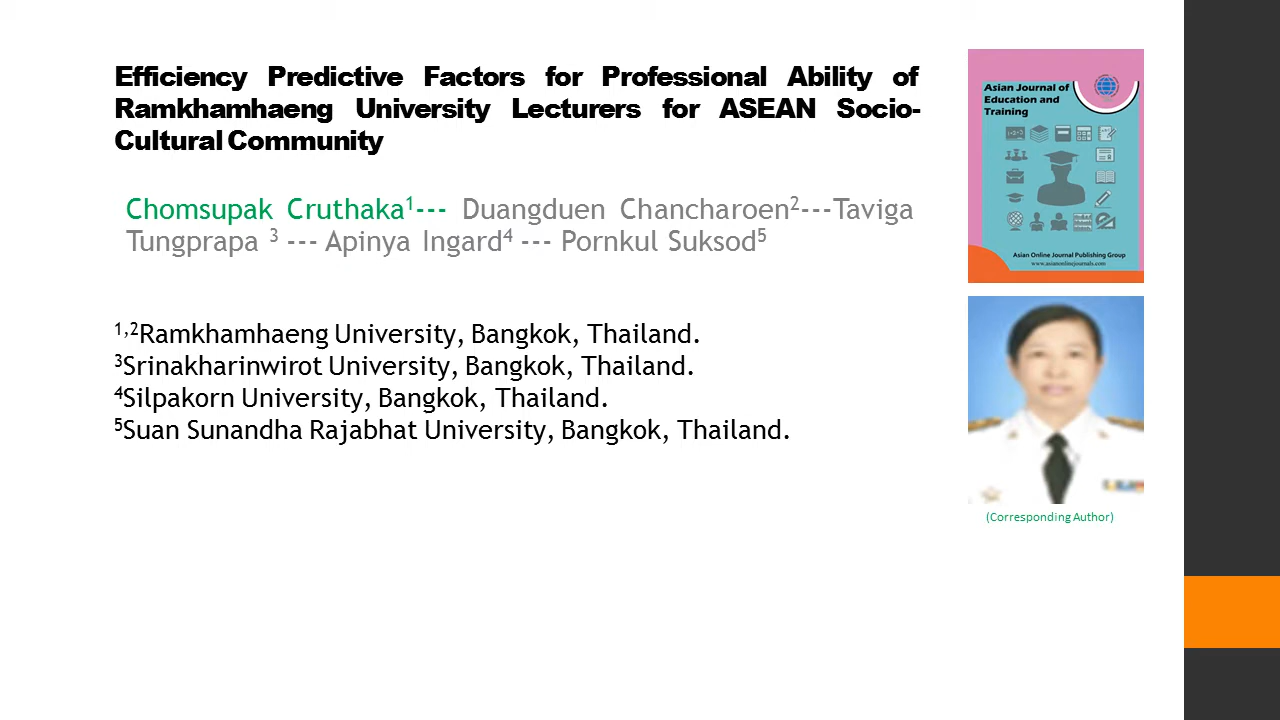 Efficiency Predictive Factors for Professional Ability of
Ramkhamhaeng University Lecturers for ASEAN Socio-
Cultural Community
Chomsupak Cruthaka1--- Duangduen Chancharoen2---Taviga
Tungprapa 3 --- Apinya Ingard4 --- Pornkul Suksod5
1,2Ramkhamhaeng University, Bangkok, Thailand.
3Srinakharinwirot University, Bangkok, Thailand.
4Silpakorn University, Bangkok, Thailand.
5Suan Sunandha Rajabhat University, Bangkok, Thailand.
Asian Journal of
Education and
Training
Asian Online Journal Publishing Group
www.asianonlinejournals.com
(Corresponding Author)